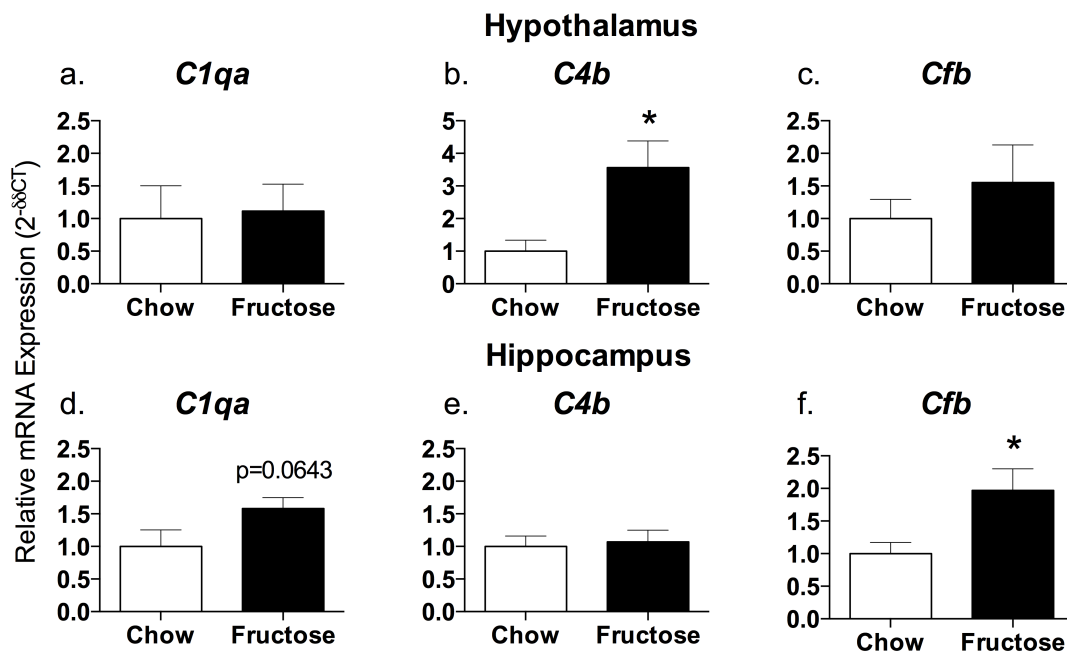 Hypothalamus
a. C1qa
b. C4b
c. Cfb
Relative mRNA Expression (2-δδCT)
2.5
2.0
1.5
1.0
0.5
0.0
Chow Fructose
5
4
3
2
1
0
*
Chow Fructose
2.5
2.0
1.5
1.0
0.5
0.0
Chow Fructose
Hippocampus
d. C1qa
e. C4b
f. Cfb
2.5
2.0
1.5
1.0
0.5
0.0
p=0.0643
Chow Fructose
2.5
2.0
1.5
1.0
0.5
0.0
Chow Fructose
2.5
2.0
1.5
1.0
0.5
0.0
*
Chow Fructose